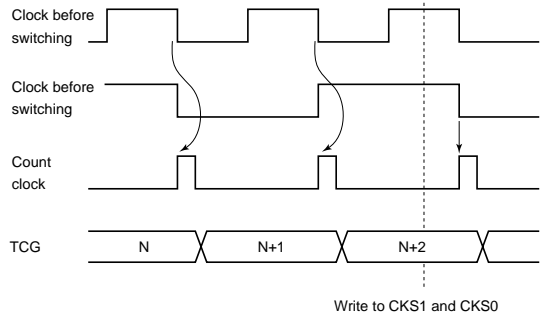 Clock before
switching
Clock before
switching
Count
clock
TCG
N
N+1
N+2
Write to CKS1 and CKS0